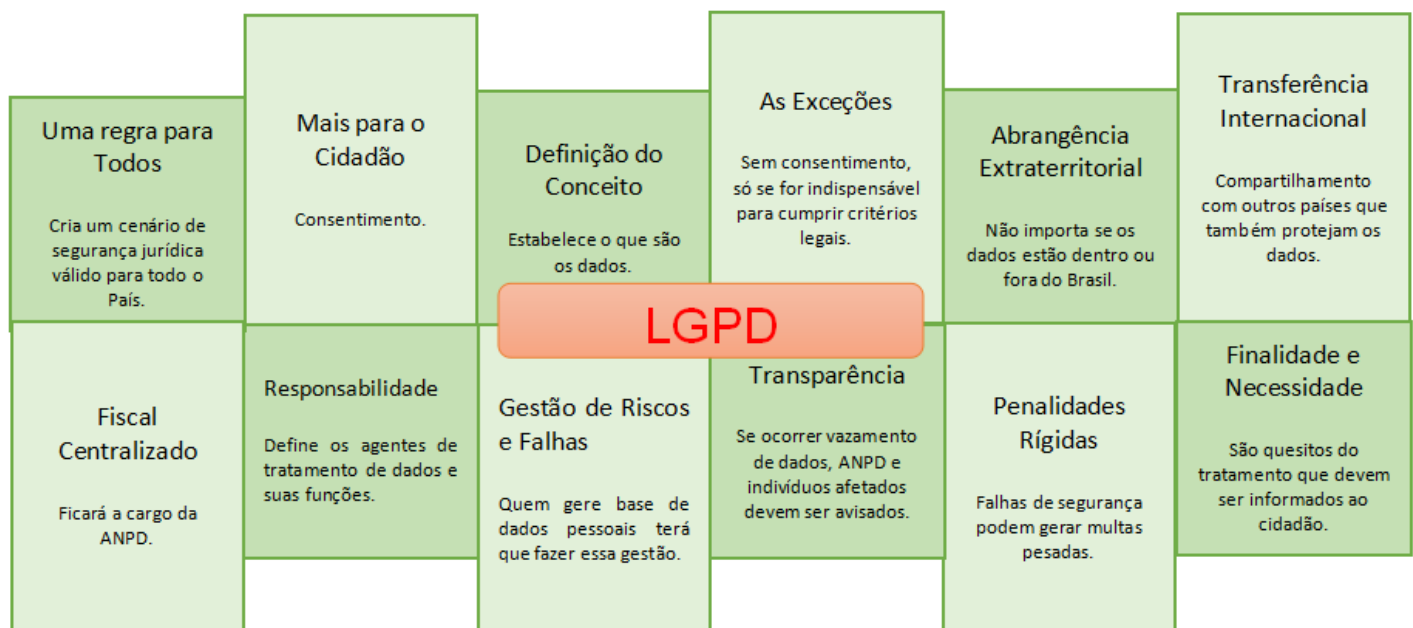 Uma regra para
Todos
Cria um cenário de
segurança jurídica
válido para todo o
País.
Mais para o
Cidadão
Consentimento.
Definição do
Conceito
Estabelece o que são
os dados.
As Exceções
Sem consentimento,
só se for indispensável
para cumprir critérios
legais.
Abrangência
Extraterritorial
Não importa se os
dados estão dentro ou
fora do Brasil.
Transferência
Internacional
Compartilhamento
com outros países que
também protejam os
dados.
LGPD
Fiscal
Centralizado
Ficará a cargo da
ANPD.
Responsabilidade
Define os agentes de
tratamento de dados e
suas funções.
Gestão de Riscos
e Falhas
Quem gere base de
dados pessoais terá
que fazer essa gestão.
Transparência
Se ocorrer vazamento
de dados, ANPD e
indivíduos afetados
devem ser avisados.
Penalidades
Rígidas
Falhas de segurança
podem gerar multas
pesadas.
Finalidade e
Necessidade
São quesitos do
tratamento que devem
ser informados ao
cidadão.